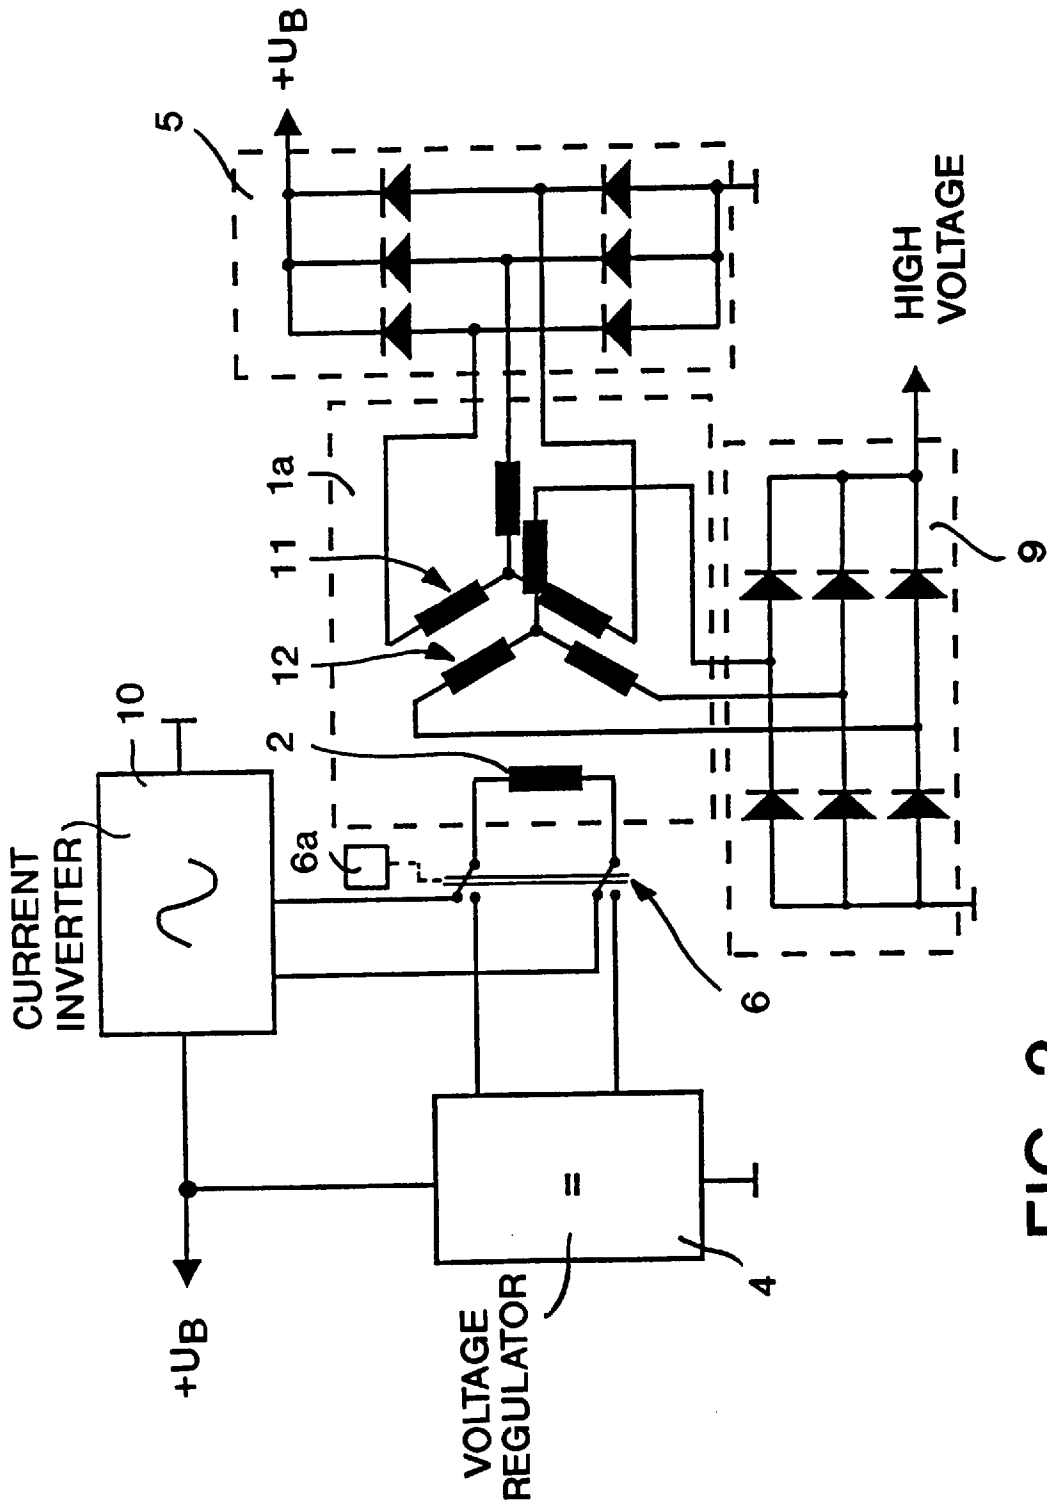 CURRENT
INVERTER
10
+UB
5
+UB
2
12
11
1a
6a
VOLTAGE
REGULATOR
=
4
6
HIGH
VOLTAGE
9